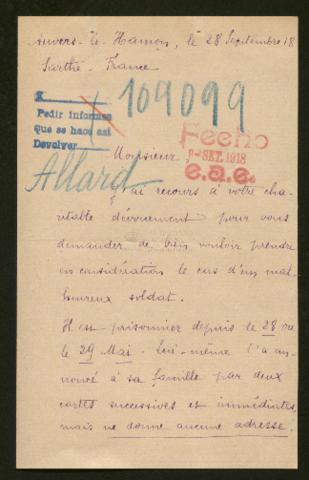 Auvers-le-Hamon, le 28 Septembre 18
Sarthe - France
109099
X
Pedir informes
Que se haga así
Devolver
Fecho
SET. 1918
e.a.e.
Allard
Monsieur,
J'ai recours à votre cha-
ritable dévouement pour vous
demander de bien vouloir prendre
en considération le cas d'un mal-
heureux soldat.
Il est prisonnier depuis le 28 ou
le 29 Mai. Lui-même l'a an-
noncé à sa famille par deux
cartes successives et immédiates,
mais ne donne aucune adresse.